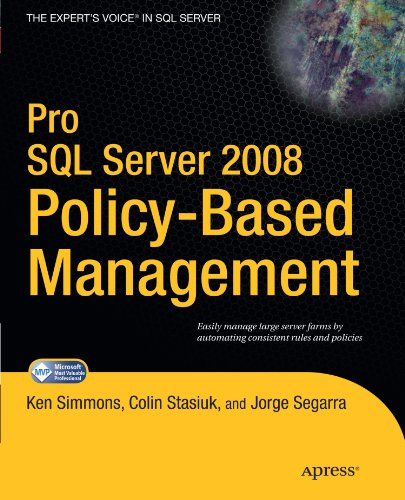 THE EXPERT'S VOICE® IN SQL SERVER
Pro
SQL Server 2008
Policy-Based
Management
Easily manage large server farms by
automating consistent rules and policies
MVP
Microsoft
Most Valuable
Professional
Ken Simmons, Colin Stasiuk, and Jorge Segarra
Apress®